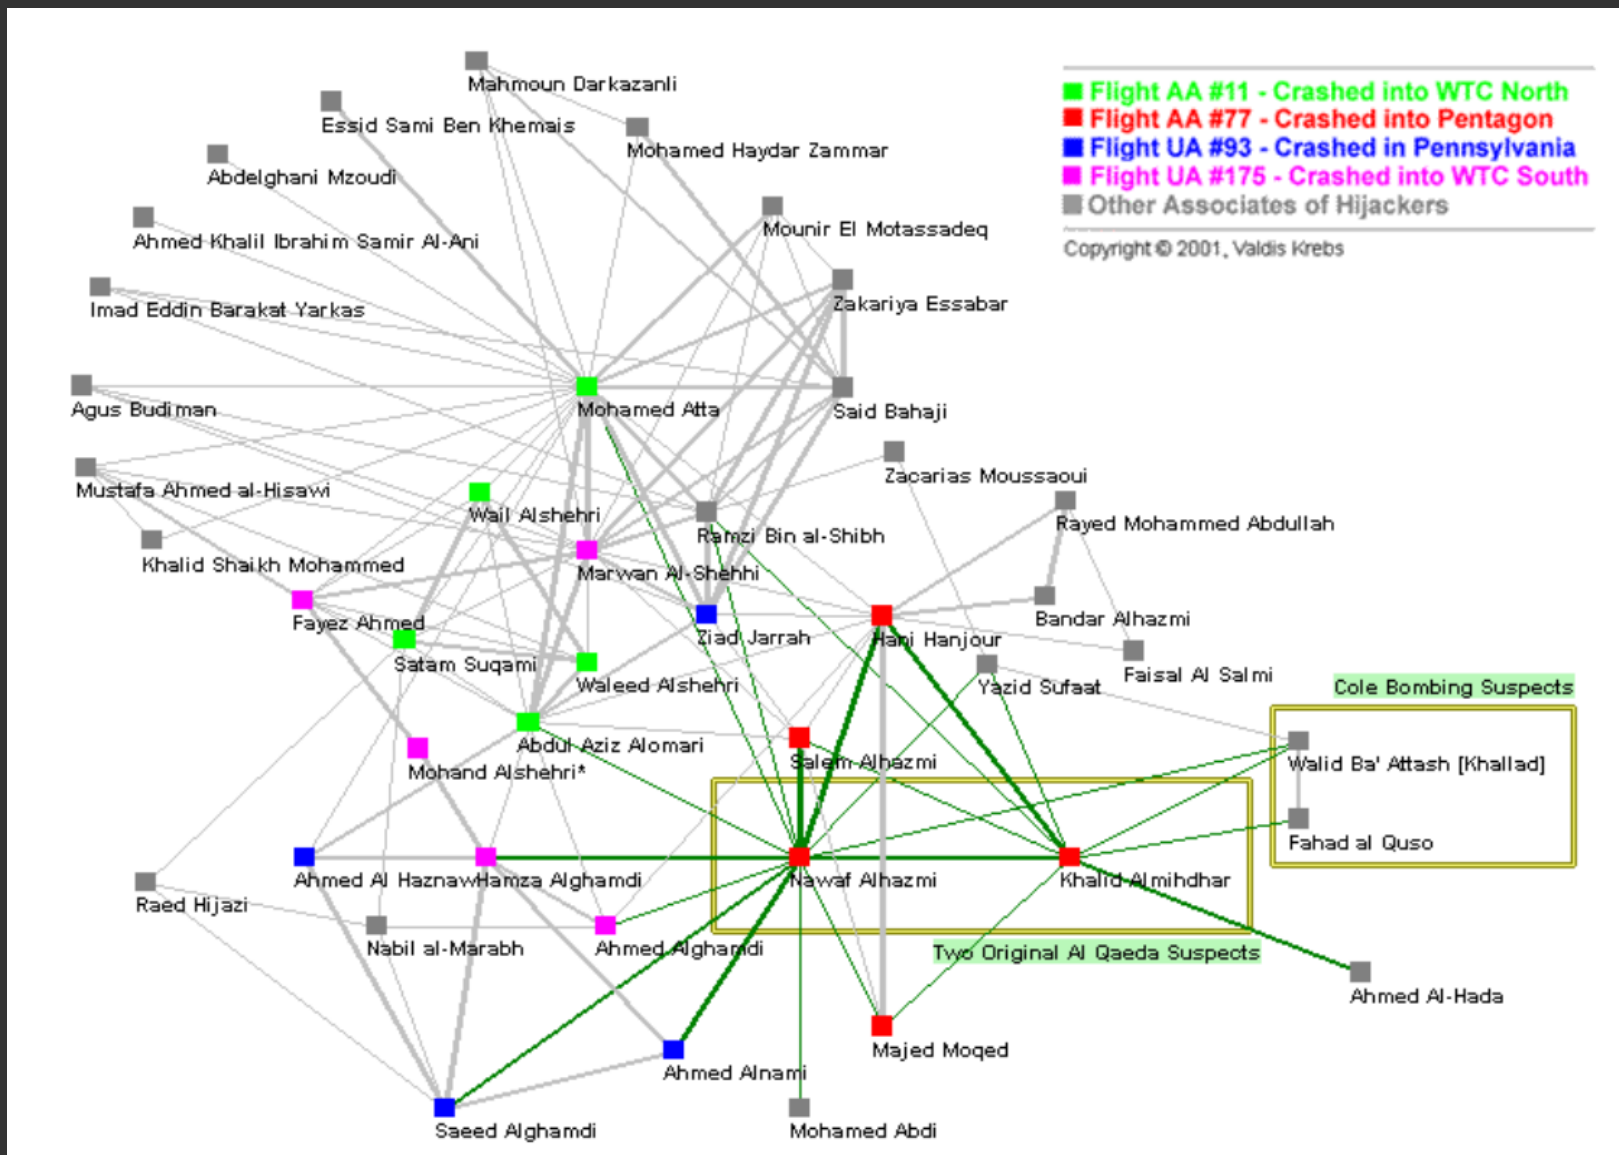 Mahmoun Darkazanli
Essid Sami Ben Khemais
Mohamed Haydar Zammar
Abdelghani Mzoudi
Ahmed Khalil Ibrahim Samir Al-Ani
Mounir El Motassadeq
Imad Eddin Barakat Yarkas
Zakariya Essabar
Flight AA #11 - Crashed into WTC North
Flight AA #77 - Crashed into Pentagon
Flight UA #93 - Crashed in Pennsylvania
Flight UA #175 - Crashed into WTC South
Other Associates of Hijackers
Copyright © 2001, Valdis Krebs
Agus Budiman
Mohamed Atta
Said Bahaji
Zacarias Moussaoui
Mustafa Ahmed al-Hisawi
Wail Alshehri
Ramzi Bin al-Shibh
Rayed Mohammed Abdullah
Khalid Shaikh Mohammed
Marwan Al-Shehhi
Fayez Ahmed
Ziad Jarrah
Hani Hanjour
Bandar Alhazmi
Satam Suqami
Waleed Alshehri
Yazid Sufaat
Faisal Al Salmi
Cole Bombing Suspects
Abdul Aziz Alomari
Salem Alhazmi
Walid Ba' Attash [Khallad]
Mohand Alshehri*
Fahad al Quso
Ahmed Al Haznawi
Hamza Alghamdi
Nawaf Alhazmi
Khalid Almihdhar
Raed Hijazi
Nabil al-Marabh
Ahmed Alghamdi
Two Original Al Qaeda Suspects
Ahmed Al-Hada
Majed Moqed
Ahmed Alnami
Saeed Alghamdi
Mohamed Abdi